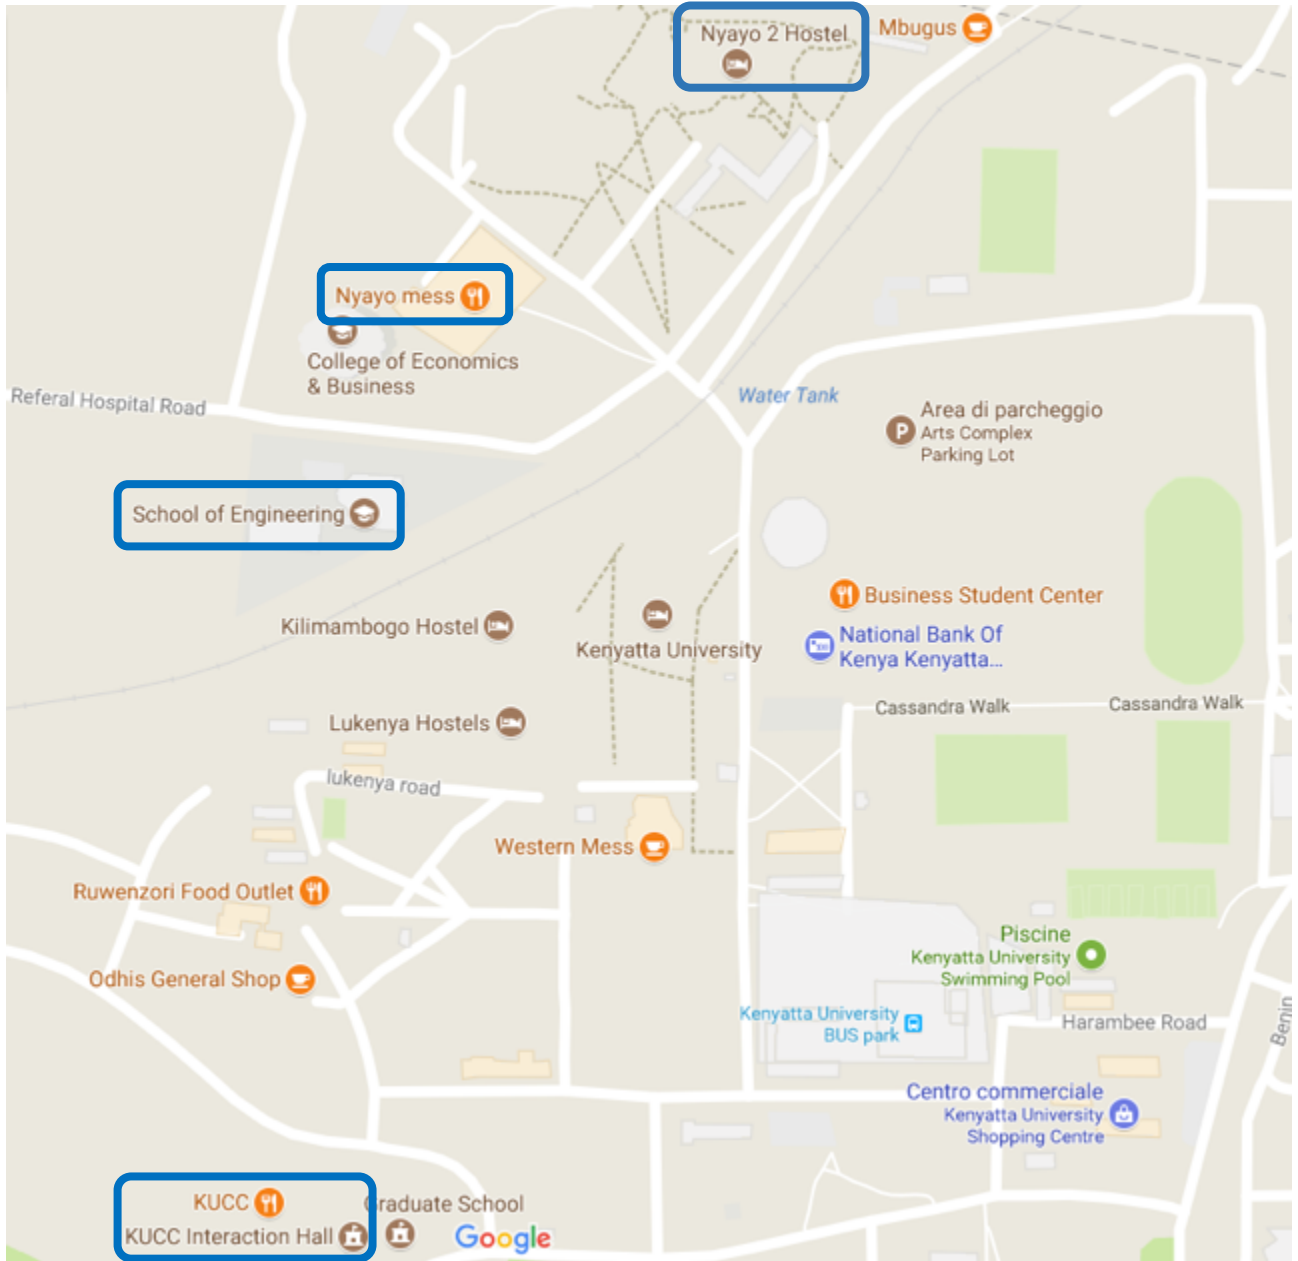 Nyayo 2 Hostel
Mbugus
Nyayo mess
College of Economics
& Business
Referal Hospital Road
Water Tank
Area di parcheggio
Arts Complex
Parking Lot
School of Engineering
Business Student Center
Kilimambogo Hostel
Kenyatta University
National Bank Of
Kenya Kenyatta...
Cassandra Walk
Cassandra Walk
Lukenya Hostels
lukenya road
Western Mess
Ruwenzori Food Outlet
Piscine
Kenyatta University
Swimming Pool
Odhis General Shop
Kenyatta University
BUS park
Harambee Road
Benin
Centro commerciale
Kenyatta University
Shopping Centre
KUCC
KUCC Interaction Hall
Graduate School
Google